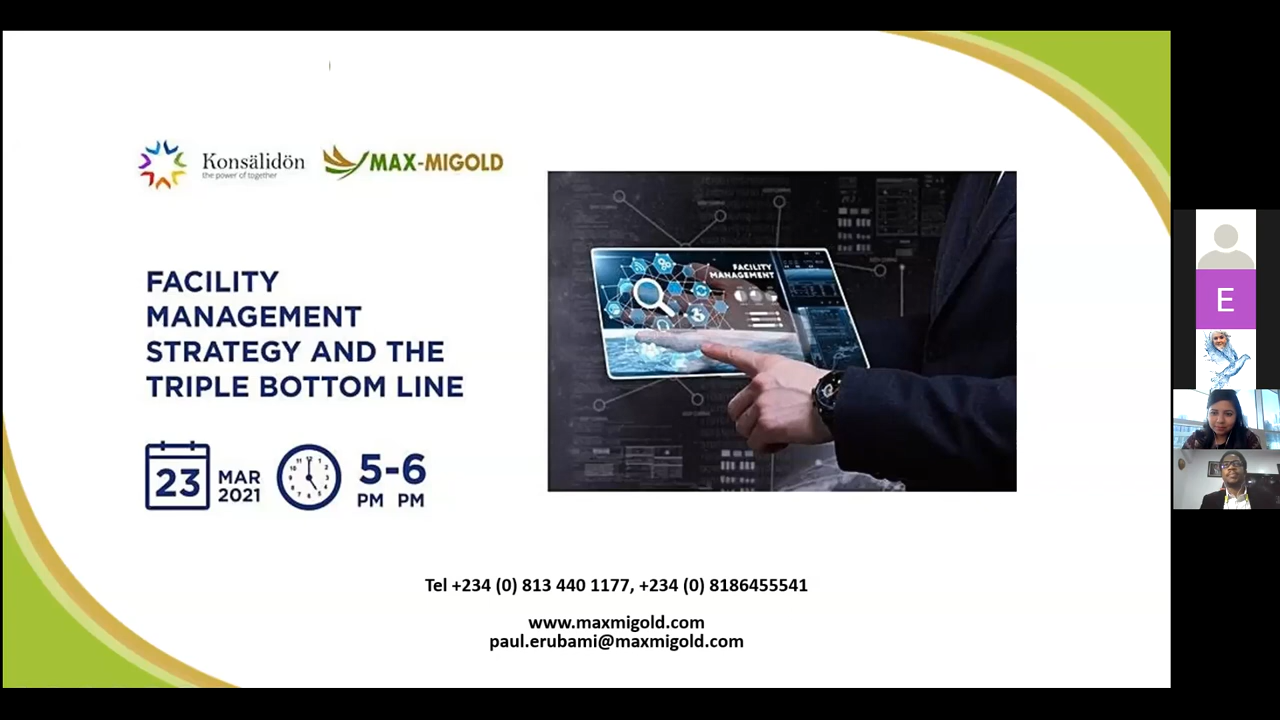 Konsälidön
the power of together
MAX-MIGOLD
FACILITY
MANAGEMENT
STRATEGY AND THE
TRIPLE BOTTOM LINE
FACILITY
MANAGEMENT
23
MAR
2021
5-6
PM PM
Tel +234 (0) 813 440 1177, +234 (0) 8186455541
www.maxmigold.com
paul.erubami@maxmigold.com
E